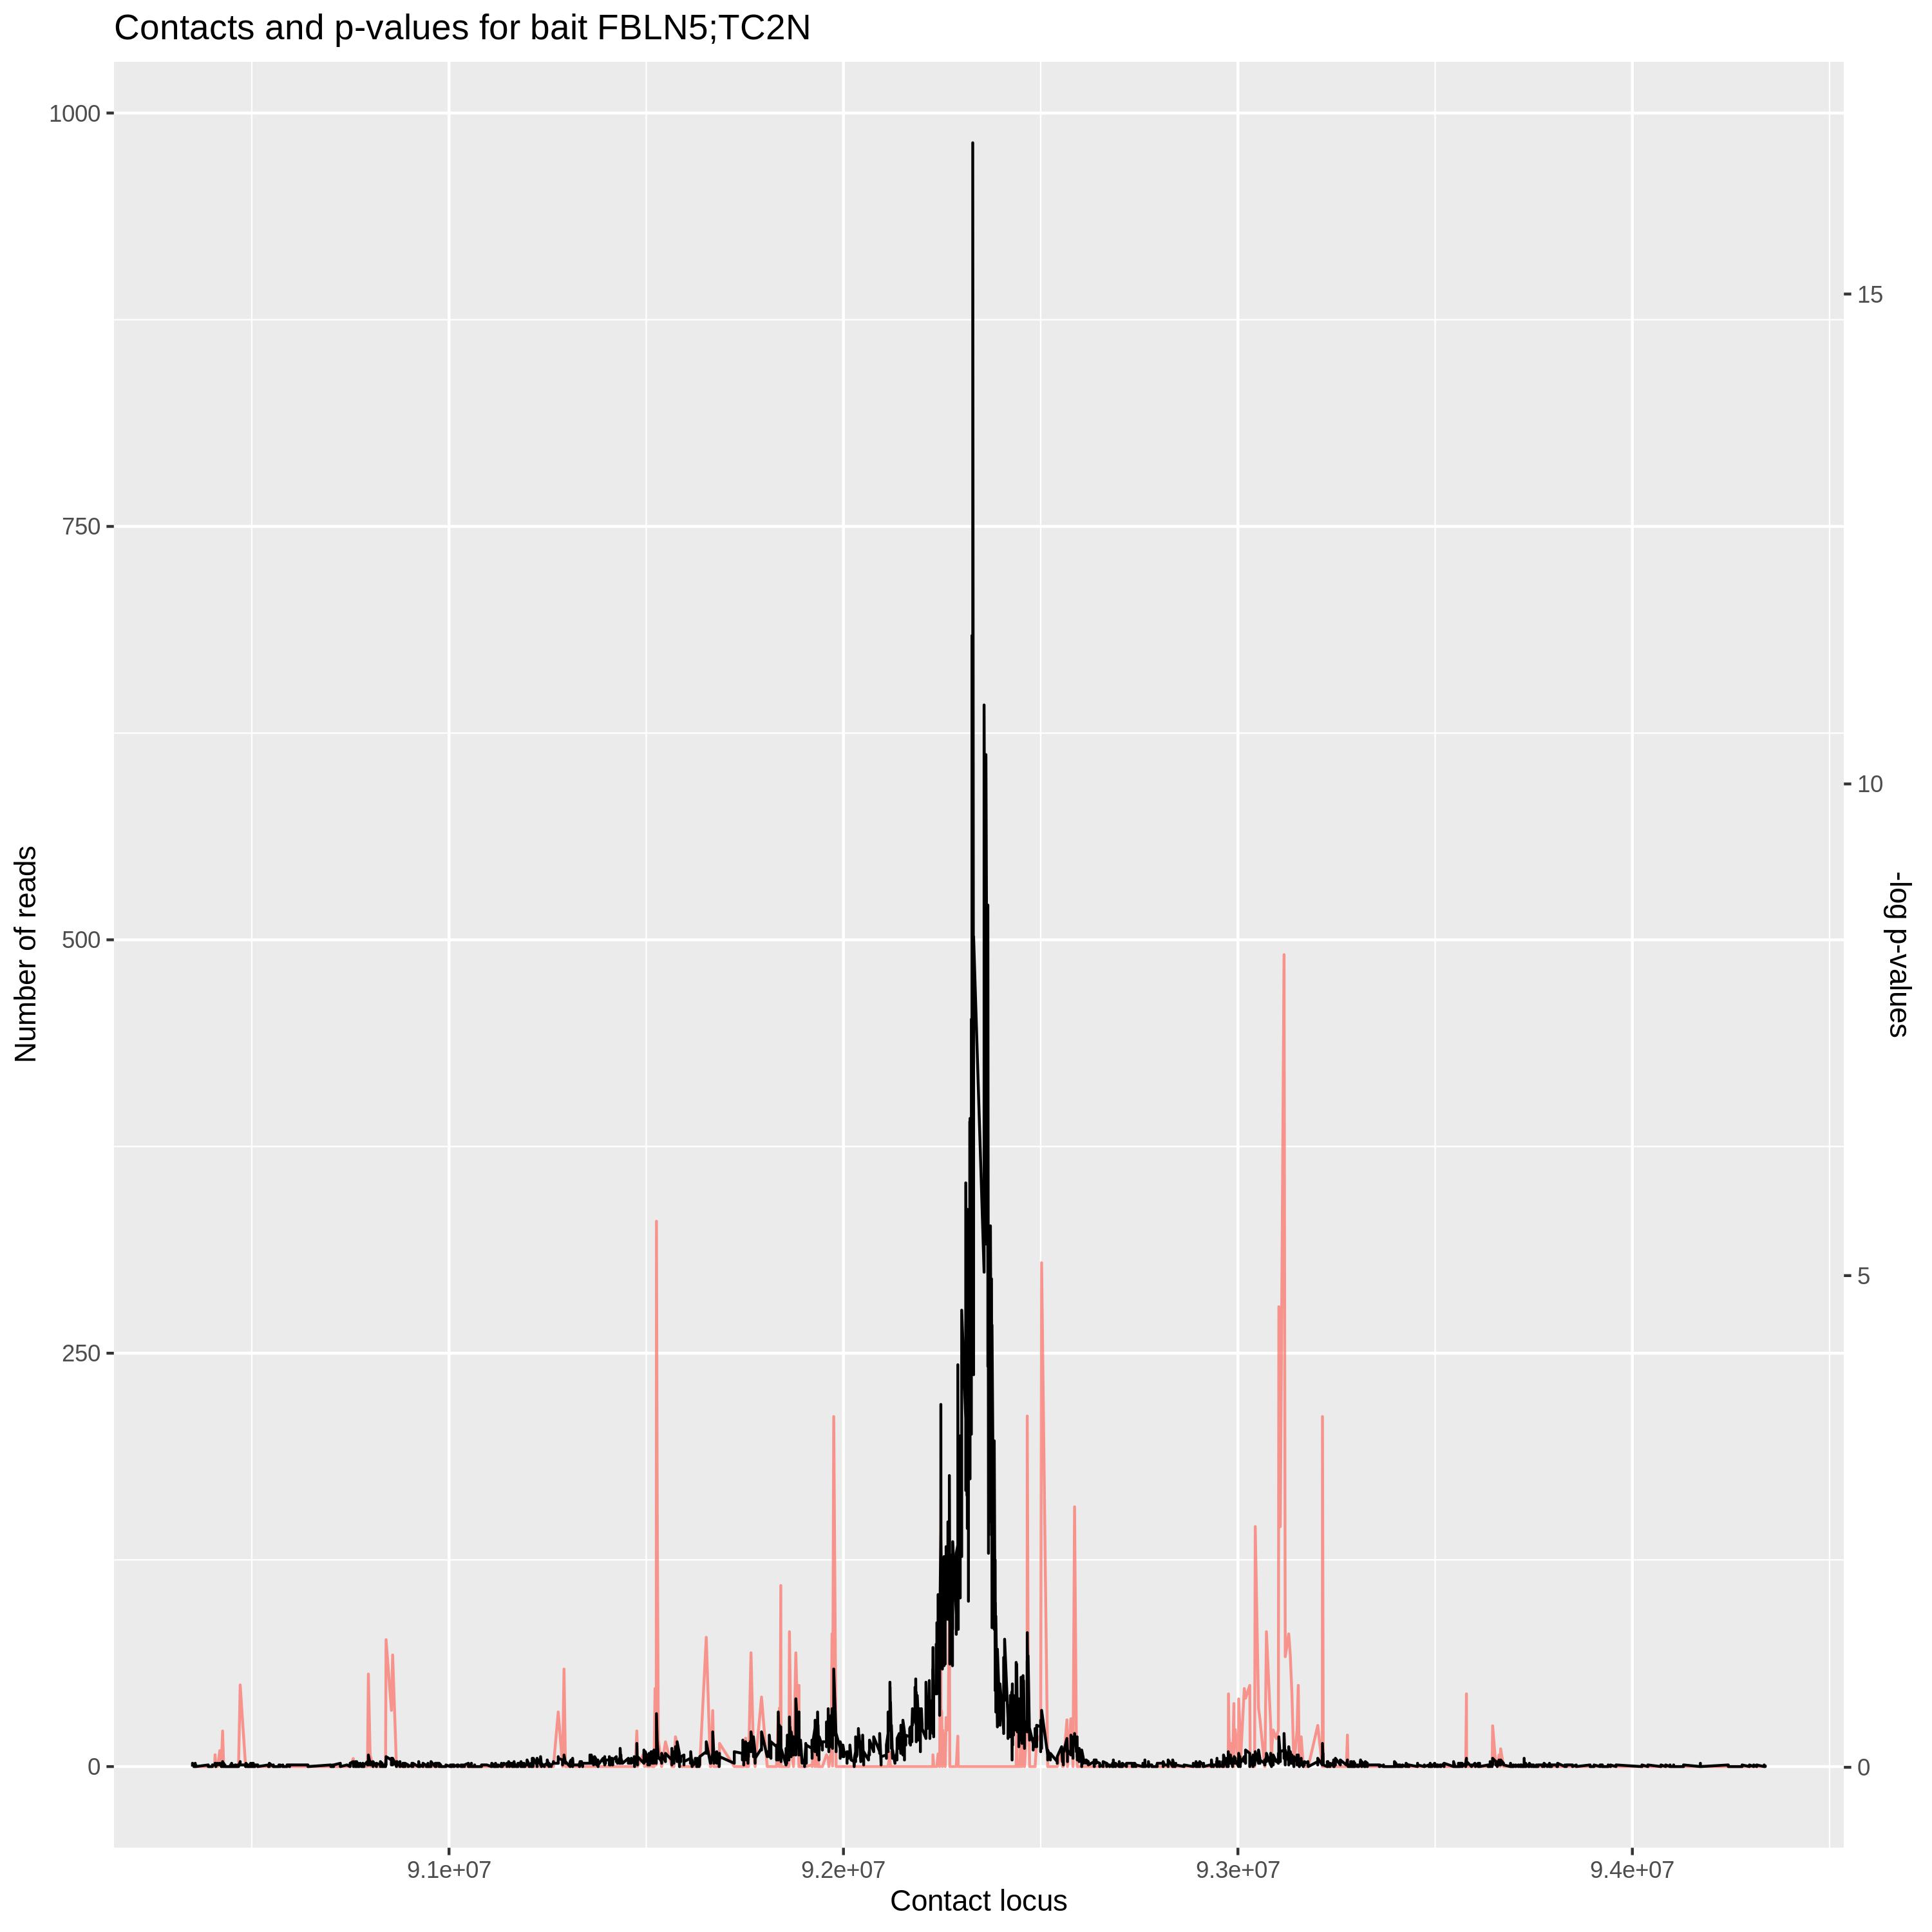 Contacts and p-values for bait FBLN5;TC2N
1000
750
500
250
0
Number of reads
15
10
5
0
-log p-values
9.1e+07
9.2e+07
9.3e+07
9.4e+07
Contact locus